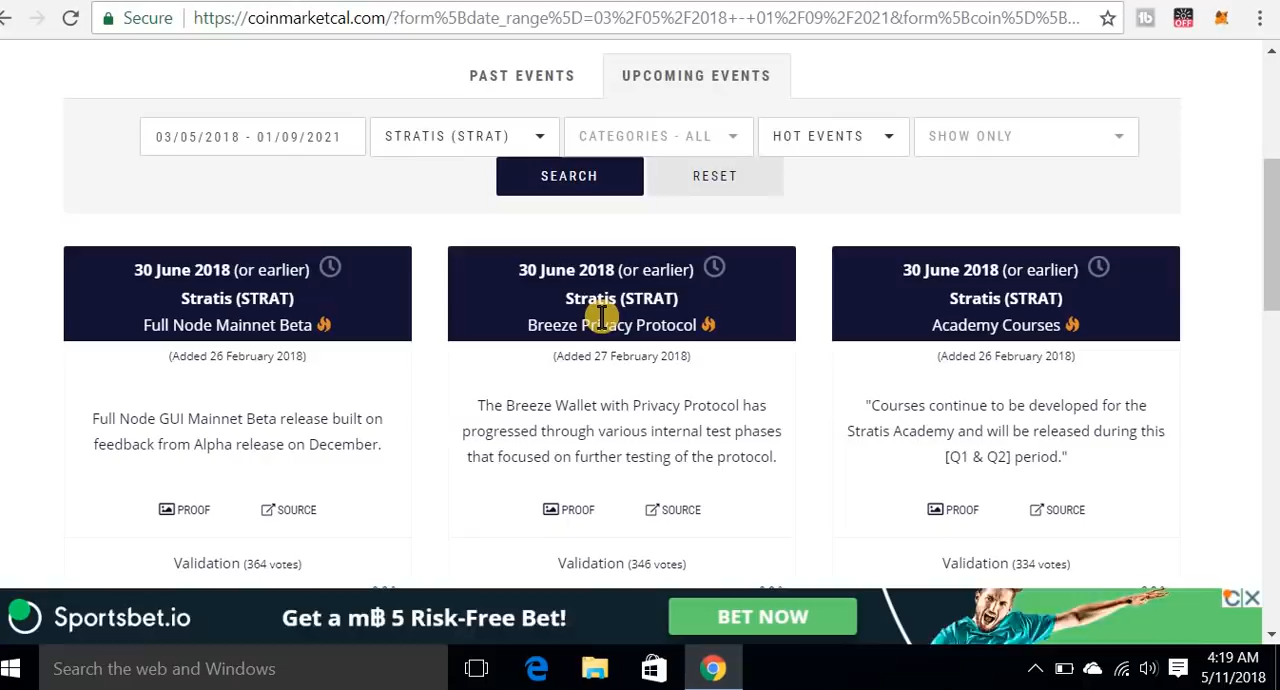 Secure
https://coinmarketcal.com/?form%5Bdate_range%5D=03%2F05%2F2018+-+01%2F09%2F2021&form%5Bcoin%5D%5B...
OFF
PAST EVENTS
UPCOMING EVENTS
03/05/2018 - 01/09/2021
STRATIS (STRAT)
CATEGORIES - ALL
HOT EVENTS
SHOW ONLY
SEARCH
RESET
30 June 2018 (or earlier)
Stratis (STRAT)
Full Node Mainnet Beta
(Added 26 February 2018)
Full Node GUI Mainnet Beta release built on
feedback from Alpha release on December.
PROOF
SOURCE
Validation (364 votes)
30 June 2018 (or earlier)
Stratis (STRAT)
Breeze Privacy Protocol
(Added 27 February 2018)
The Breeze Wallet with Privacy Protocol has
progressed through various internal test phases
that focused on further testing of the protocol.
PROOF
SOURCE
Validation (346 votes)
30 June 2018 (or earlier)
Stratis (STRAT)
Academy Courses
(Added 26 February 2018)
"Courses continue to be developed for the
Stratis Academy and will be released during this
[Q1 & Q2] period."
PROOF
SOURCE
Validation (334 votes)
Sportsbet.io
Get a m₿ 5 Risk-Free Bet!
BET NOW
Search the web and Windows
4:19 AM
5/11/2018